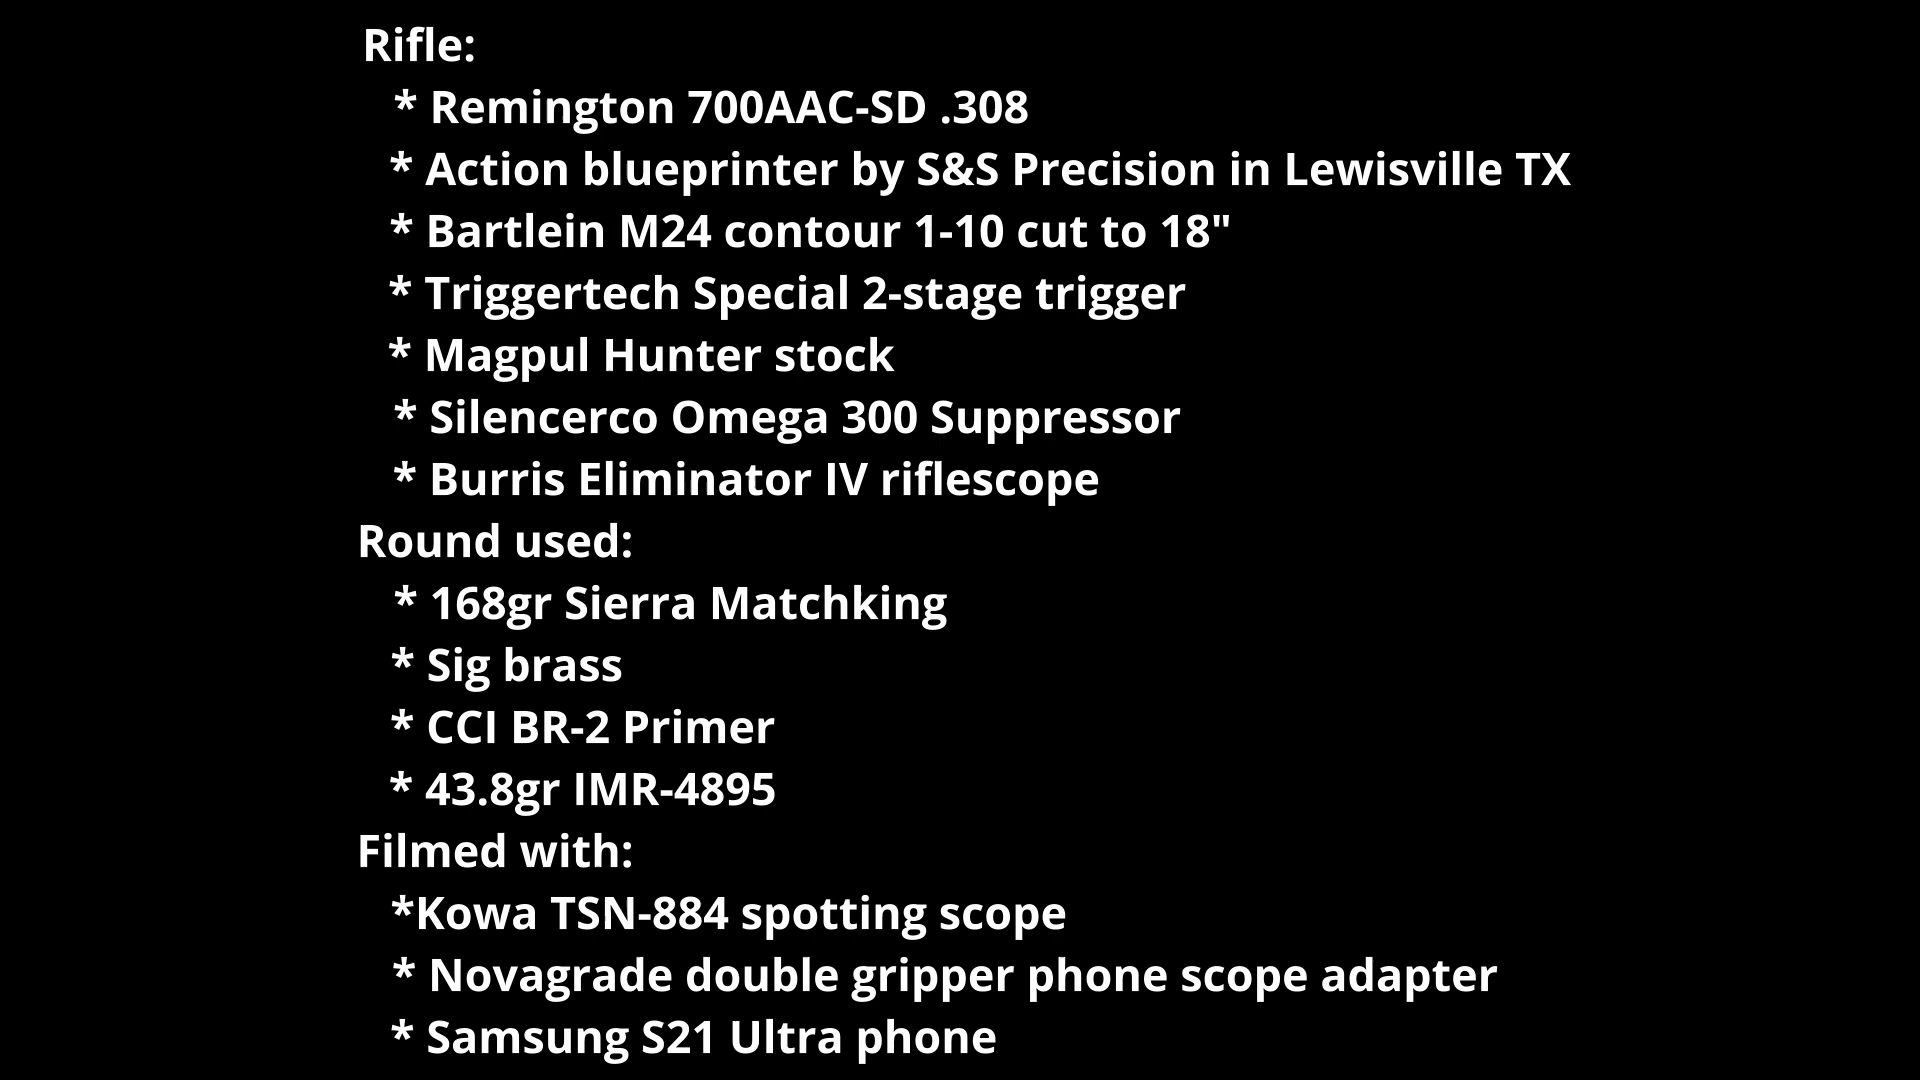 Rifle:
* Remington 700AAC-SD .308
* Action blueprinter by S&S Precision in Lewisville TX
* Bartlein M24 contour 1-10 cut to 18"
* Triggertech Special 2-stage trigger
* Magpul Hunter stock
* Silencerco Omega 300 Suppressor
* Burris Eliminator IV riflescope
Round used:
* 168gr Sierra Matchking
* Sig brass
* CCI BR-2 Primer
* 43.8gr IMR-4895
Filmed with:
*Kowa TSN-884 spotting scope
* Novagrade double gripper phone scope adapter
* Samsung S21 Ultra phone